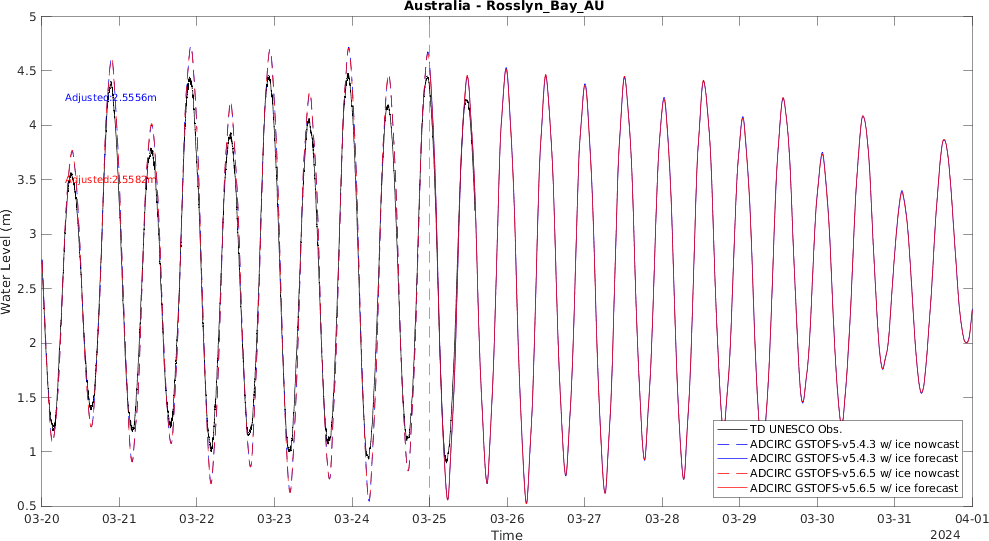 Australia - Rosslyn_Bay_AU
5
4.5
4
3.5
3
2.5
2
1.5
1
0.5
Water Level (m)
Adjusted:2.5556m
Adjusted:2.5582m
TD UNESCO Obs.
ADCIRC GSTOFS-v5.4.3 w/ ice nowcast
ADCIRC GSTOFS-v5.4.3 w/ ice forecast
ADCIRC GSTOFS-v5.6.5 w/ ice nowcast
ADCIRC GSTOFS-v5.6.5 w/ ice forecast
03-20 03-21 03-22 03-23 03-24 03-25 03-26 03-27 03-28 03-29 03-30 03-31 04-01
Time
2024